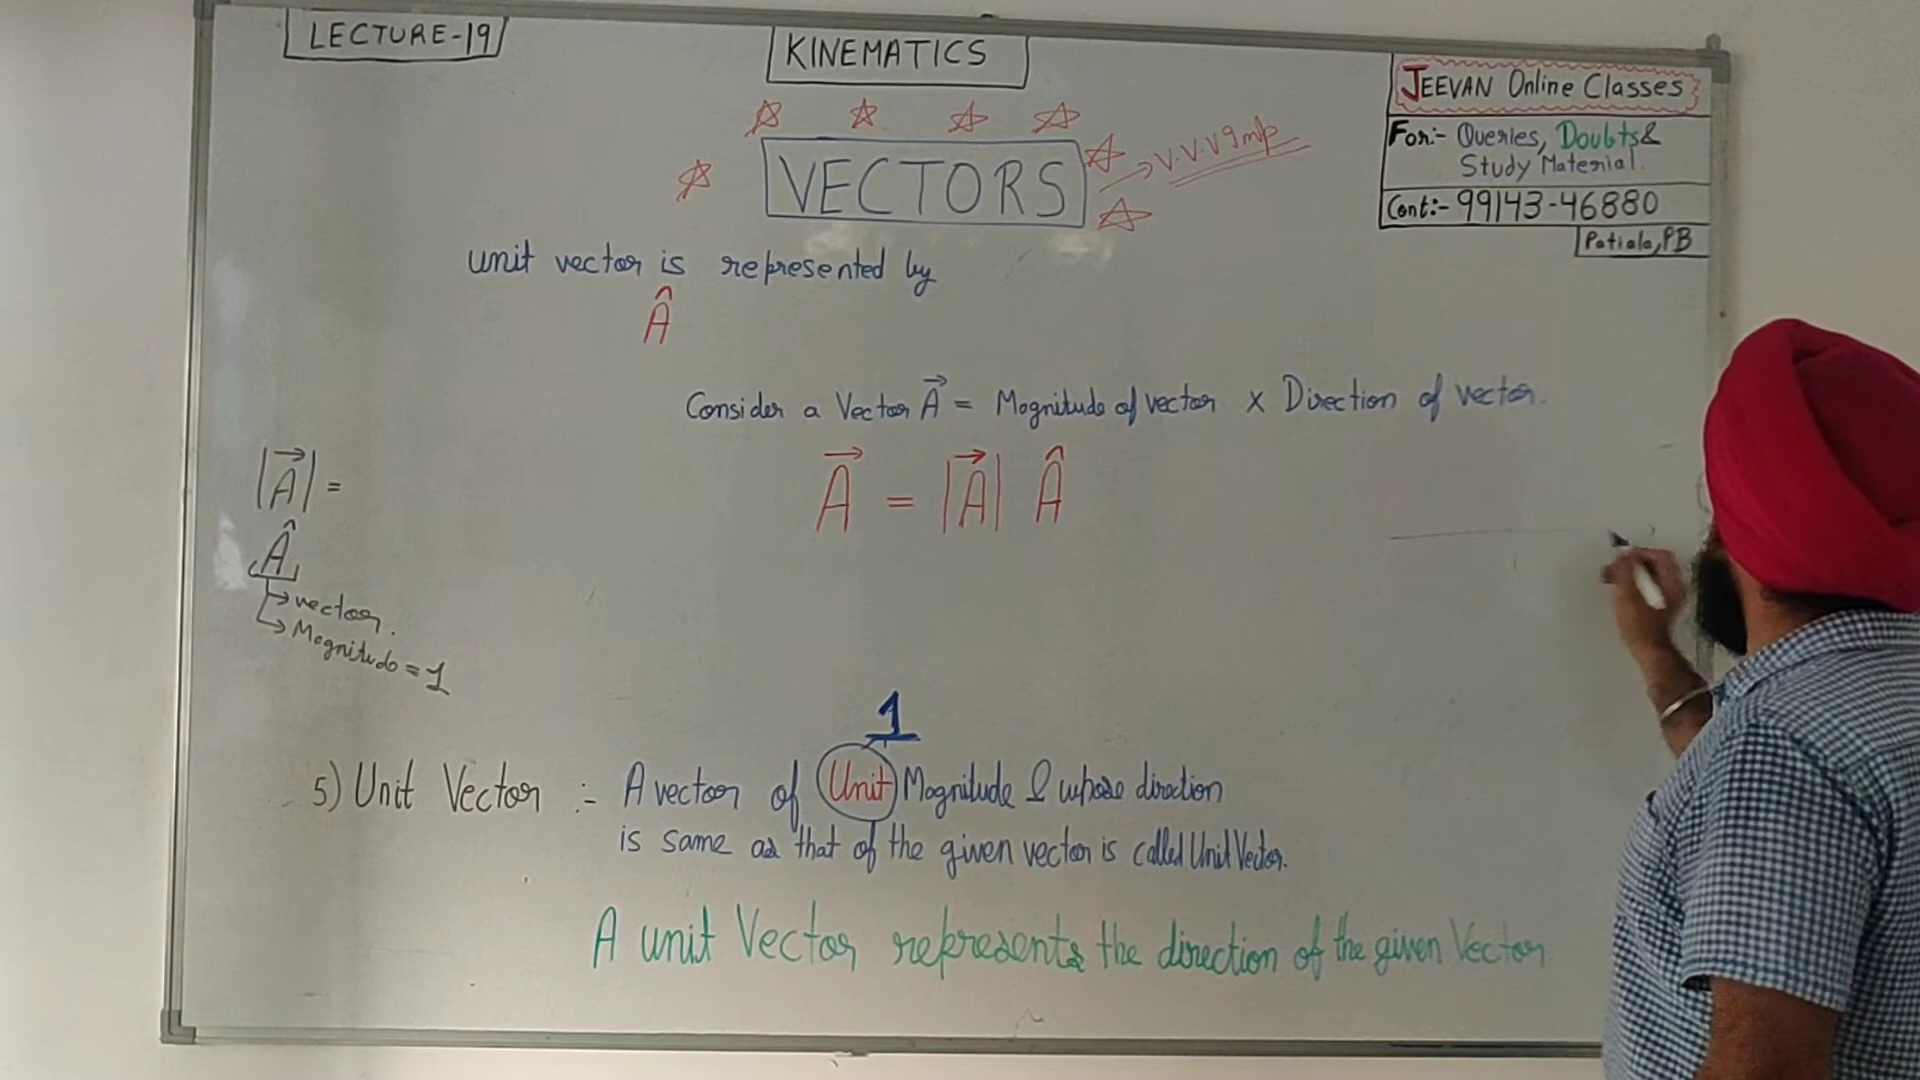 LECTURE-19
KINEMATICS
JEEVAN Online Classes
For:- Queries, Doubts &
Study Material.
Cont:- 99143-46880
Patiala, PB
VECTORS
→ V.V.V Imp
unit vector is represented by
Â
Consider a Vector A⃗ = Magnitude of vector × Direction of vector.
A⃗ = |A⃗| Â
|A⃗| =
Â
→ vector.
→ Magnitude = 1
1
5) Unit Vector :- A vector of Unit Magnitude & whose direction
is same as that of the given vector is called Unit Vector.
A unit Vector represents the direction of the given Vector